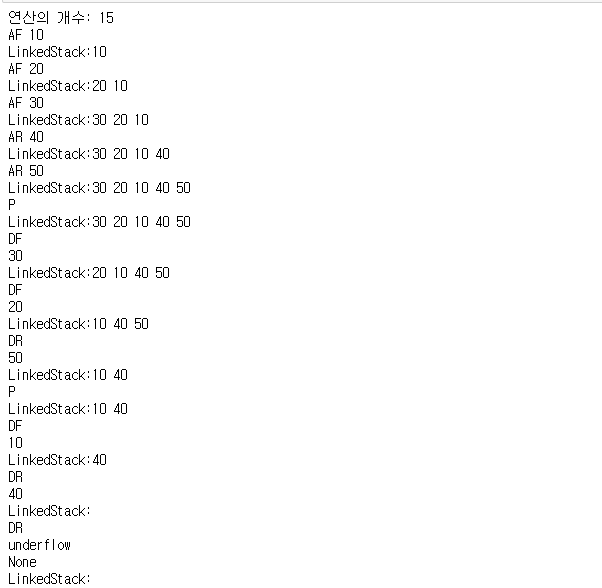 연산의 개수: 15
AF 10
LinkedStack:10
AF 20
LinkedStack:20 10
AF 30
LinkedStack:30 20 10
AR 40
LinkedStack:30 20 10 40
AR 50
LinkedStack:30 20 10 40 50
P
LinkedStack:30 20 10 40 50
DF
30
LinkedStack:20 10 40 50
DF
20
LinkedStack:10 40 50
DR
50
LinkedStack:10 40
P
LinkedStack:10 40
DF
10
LinkedStack:40
DR
40
LinkedStack:
DR
underflow
None
LinkedStack: